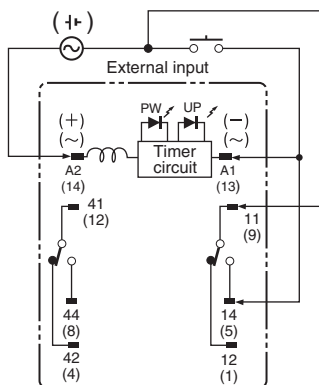 External input
PW UP
(+) (−)
(~) (~)
Timer
circuit
A2 A1
(14) (13)
41 11
(12) (9)
44 14
(8) (5)
42 12
(4) (1)